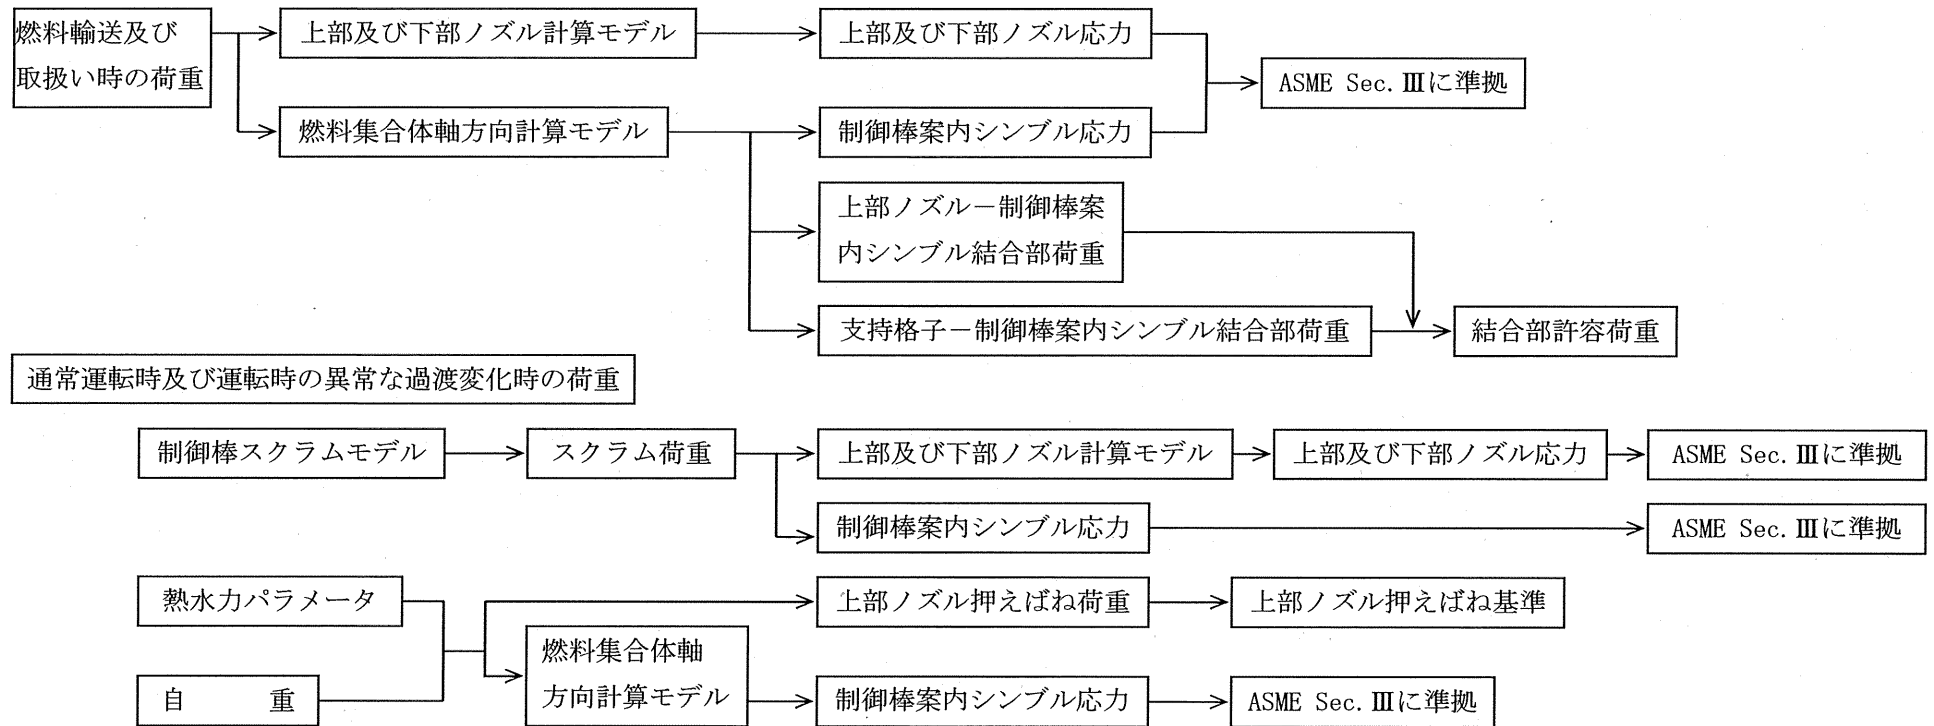 燃料輸送及び
取扱い時の荷重
上部及び下部ノズル計算モデル
上部及び下部ノズル応力
ASME Sec.Ⅲに準拠
燃料集合体軸方向計算モデル
制御棒案内シンブル応力
上部ノズル－制御棒案
内シンブル結合部荷重
支持格子－制御棒案内シンブル結合部荷重
結合部許容荷重
通常運転時及び運転時の異常な過渡変化時の荷重
制御棒スクラムモデル
スクラム荷重
上部及び下部ノズル計算モデル
上部及び下部ノズル応力
ASME Sec.Ⅲに準拠
制御棒案内シンブル応力
ASME Sec.Ⅲに準拠
熱水力パラメータ
上部ノズル押えばね荷重
上部ノズル押えばね基準
燃料集合体軸
方向計算モデル
自　　　重
制御棒案内シンブル応力
ASME Sec.Ⅲに準拠